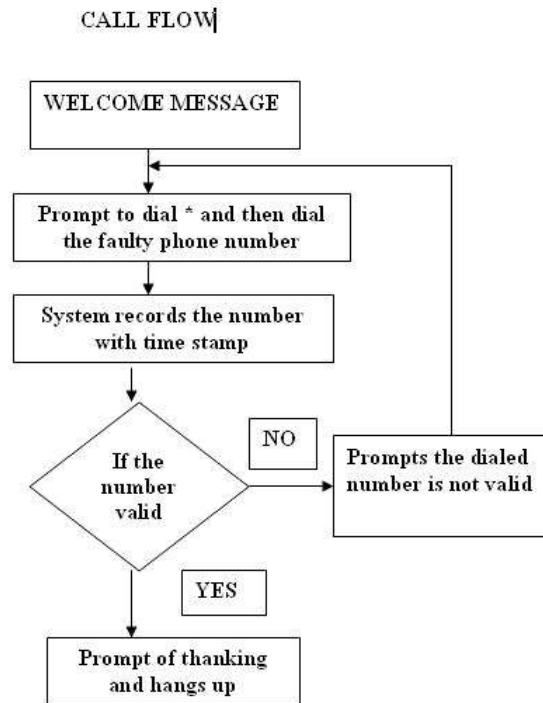 CALL FLOW
WELCOME MESSAGE
Prompt to dial * and then dial
the faulty phone number
System records the number
with time stamp
If the
number
valid
NO
Prompts the dialed
number is not valid
YES
Prompt of thanking
and hangs up